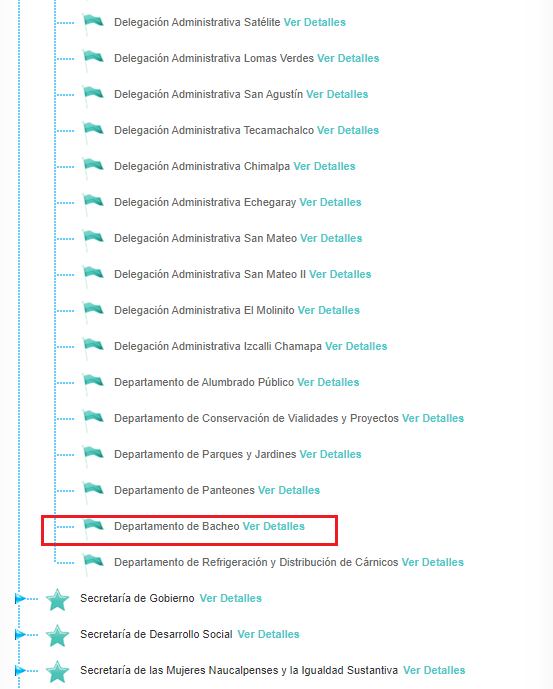 Delegación Administrativa Satélite Ver Detalles
Delegación Administrativa Lomas Verdes Ver Detalles
Delegación Administrativa San Agustín Ver Detalles
Delegación Administrativa Tecamachalco Ver Detalles
Delegación Administrativa Chimalpa Ver Detalles
Delegación Administrativa Echegaray Ver Detalles
Delegación Administrativa San Mateo Ver Detalles
Delegación Administrativa San Mateo II Ver Detalles
Delegación Administrativa El Molinito Ver Detalles
Delegación Administrativa Izcalli Chamapa Ver Detalles
Departamento de Alumbrado Público Ver Detalles
Departamento de Conservación de Vialidades y Proyectos Ver Detalles
Departamento de Parques y Jardines Ver Detalles
Departamento de Panteones Ver Detalles
Departamento de Bacheo Ver Detalles
Departamento de Refrigeración y Distribución de Cárnicos Ver Detalles
Secretaría de Gobierno Ver Detalles
Secretaría de Desarrollo Social Ver Detalles
Secretaría de las Mujeres Naucalpenses y la Igualdad Sustantiva Ver Detalles